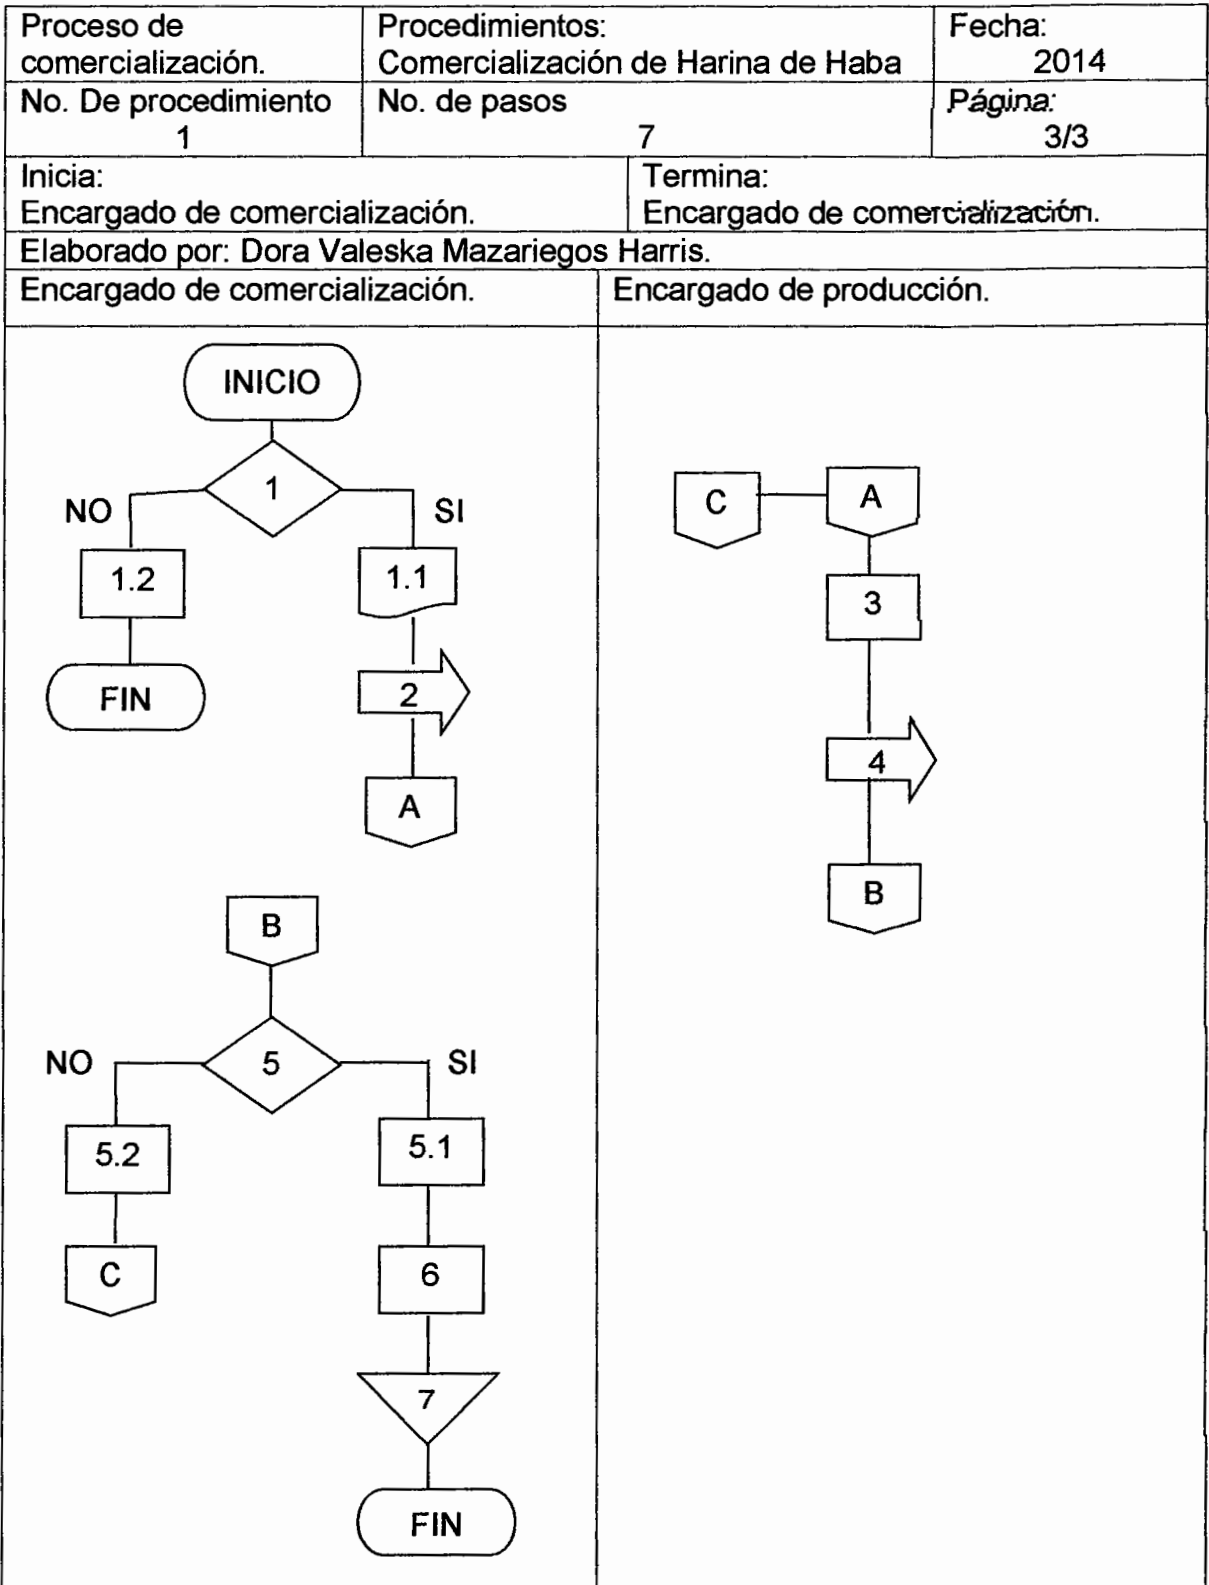 Proceso de
comercialización.
Procedimientos:
Comercialización de Harina de Haba
Fecha:
2014
No. De procedimiento
1
No. de pasos
7
Página:
3/3
Inicia:
Encargado de comercialización.
Termina:
Encargado de comercialización.
Elaborado por: Dora Valeska Mazariegos Harris.
Encargado de comercialización.
Encargado de producción.
INICIO
1
NO
SI
1.2
1.1
FIN
2
A
B
5
NO
SI
5.2
5.1
C
6
7
FIN
C
A
3
4
B